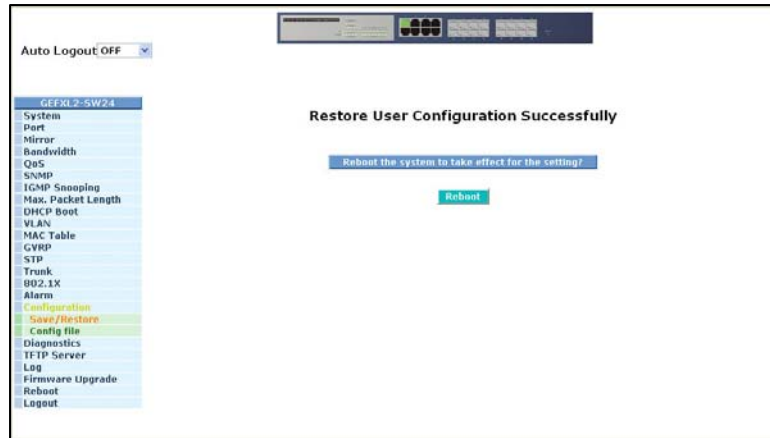 Auto Logout OFF
GEFXL2-SW24
System
Port
Mirror
Bandwidth
QoS
SNMP
IGMP Snooping
Max. Packet Length
DHCP Boot
VLAN
MAC Table
GVRP
STP
Trunk
802.1X
Alarm
Configuration
Save/Restore
Config file
Diagnostics
TFTP Server
Log
Firmware Upgrade
Reboot
Logout
Restore User Configuration Successfully
Reboot the system to take effect for the setting?
Reboot